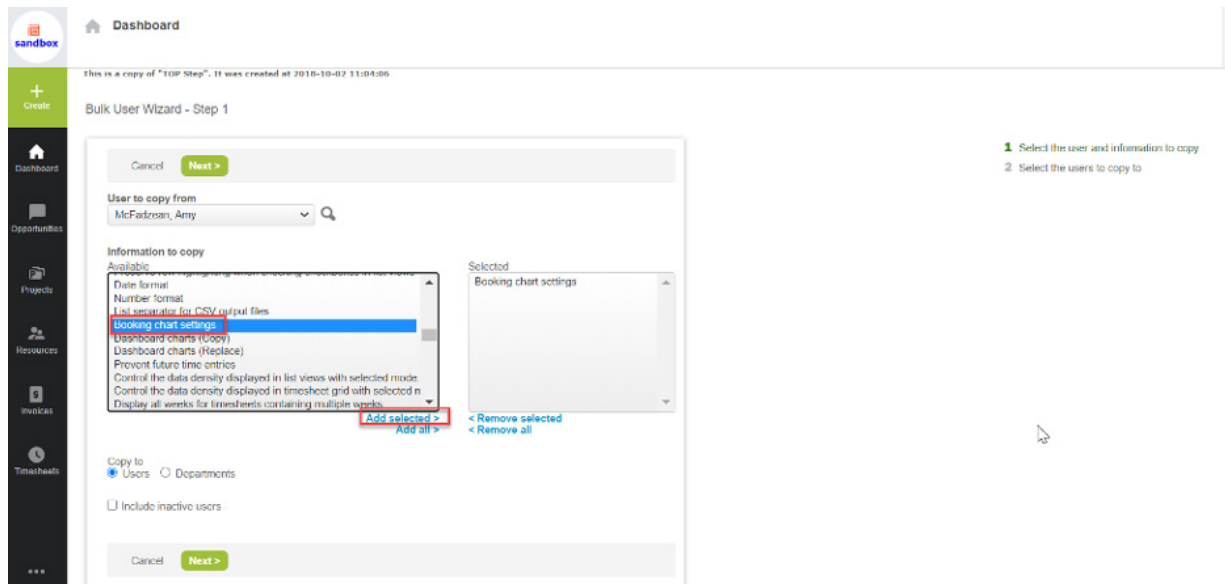 sandbox
Dashboard
This is a copy of "TOP Step". It was created at 2018-10-02 11:04:06
Create
Bulk User Wizard - Step 1
1 Select the user and information to copy
2 Select the users to copy to
Dashboard
Cancel
Next >
User to copy from
McFadzean, Amy
Opportunities
Information to copy
Available
Selected
Booking chart settings
Date format
Number format
List separator for CSV output files
Booking chart settings
Dashboard charts (Copy)
Dashboard charts (Replace)
Prevent future time entries
Control the data density displayed in list views with selected mode
Control the data density displayed in timesheet grid with selected n
Display all weeks for timesheets containing multiple weeks
Projects
Resources
Invoices
Add selected >
Add all >
< Remove selected
< Remove all
Timesheets
Copy to
Users
Departments
Include inactive users
Cancel
Next >